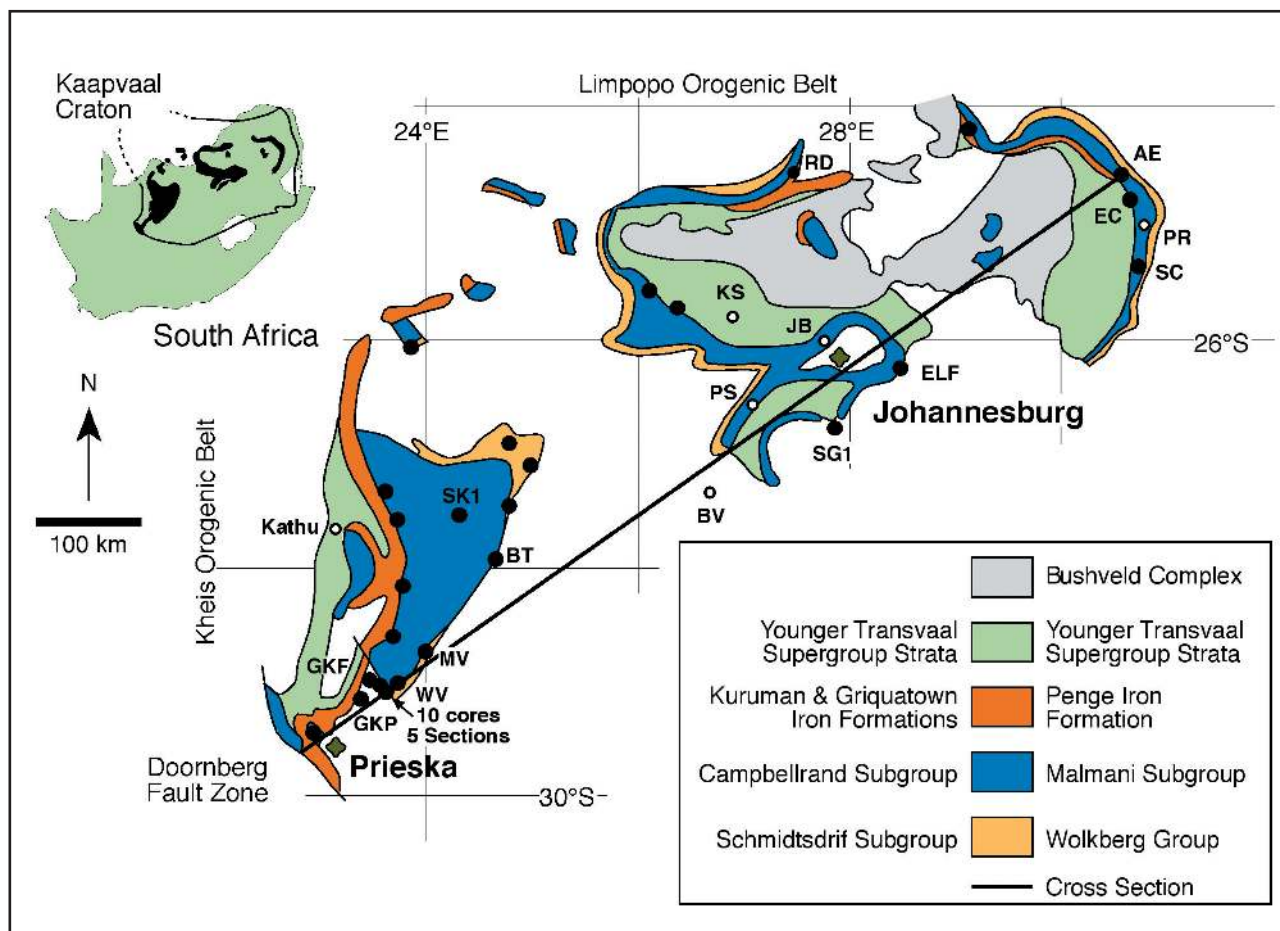 Kaapvaal
Craton
Limpopo Orogenic Belt
24°E
28°E
RD
AE
EC
PR
SC
KS
JB
South Africa
26°S
ELF
PS
Johannesburg
N
SG1
Kheis Orogenic Belt
SK1
BV
Kathu
100 km
BT
GKF
MV
WV
10 cores
5 Sections
GKP
Prieska
Doornberg
Fault Zone
30°S
Bushveld Complex
Younger Transvaal
Supergroup Strata
Younger Transvaal
Supergroup Strata
Kuruman & Griquatown
Iron Formations
Penge Iron
Formation
Campbellrand Subgroup
Malmani Subgroup
Schmidtsdrif Subgroup
Wolkberg Group
Cross Section